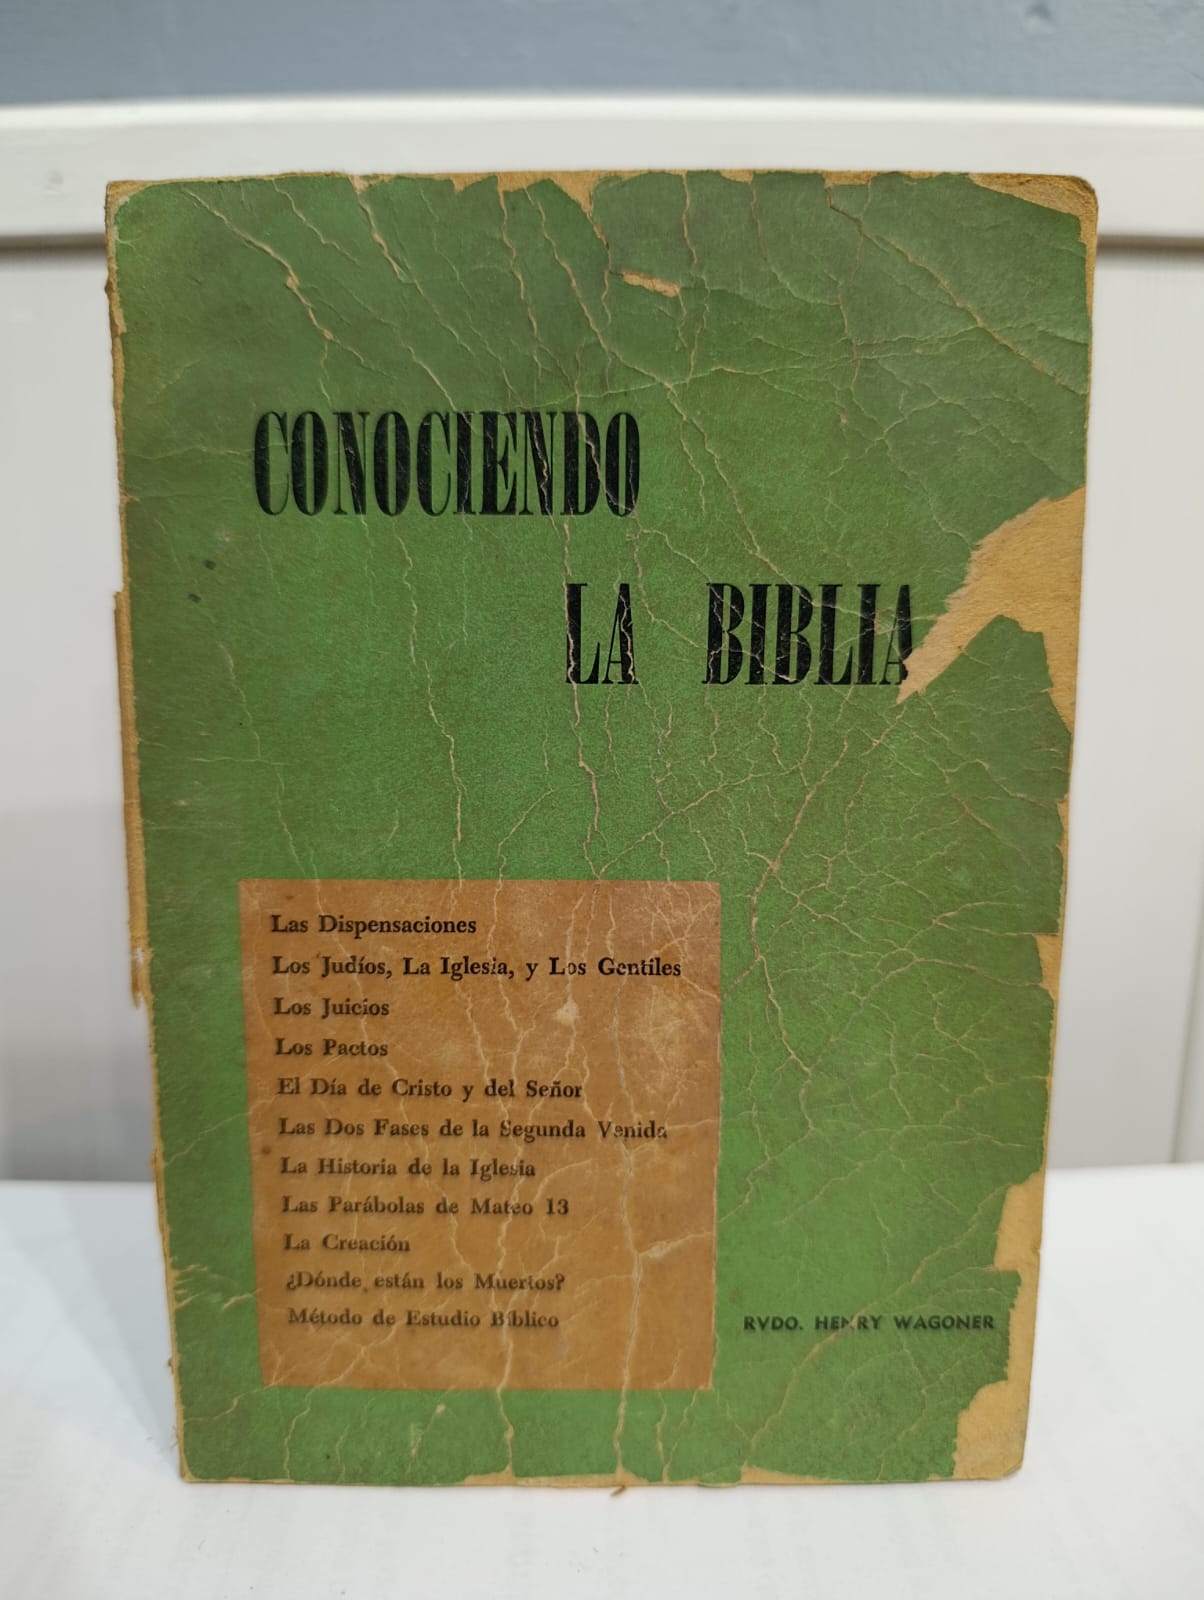 CONOCIENDO
LA BIBLIA
Las Dispensaciones
Los Judíos, La Iglesia, y Los Gentiles
Los Juicios
Los Pactos
El Día de Cristo y del Señor
Las Dos Fases de la Segunda Venida
La Historia de la Iglesia
Las Parábolas de Mateo 13
La Creación
¿Dónde están los Muertos?
Método de Estudio Bíblico
RVDO. HENRY WAGONER